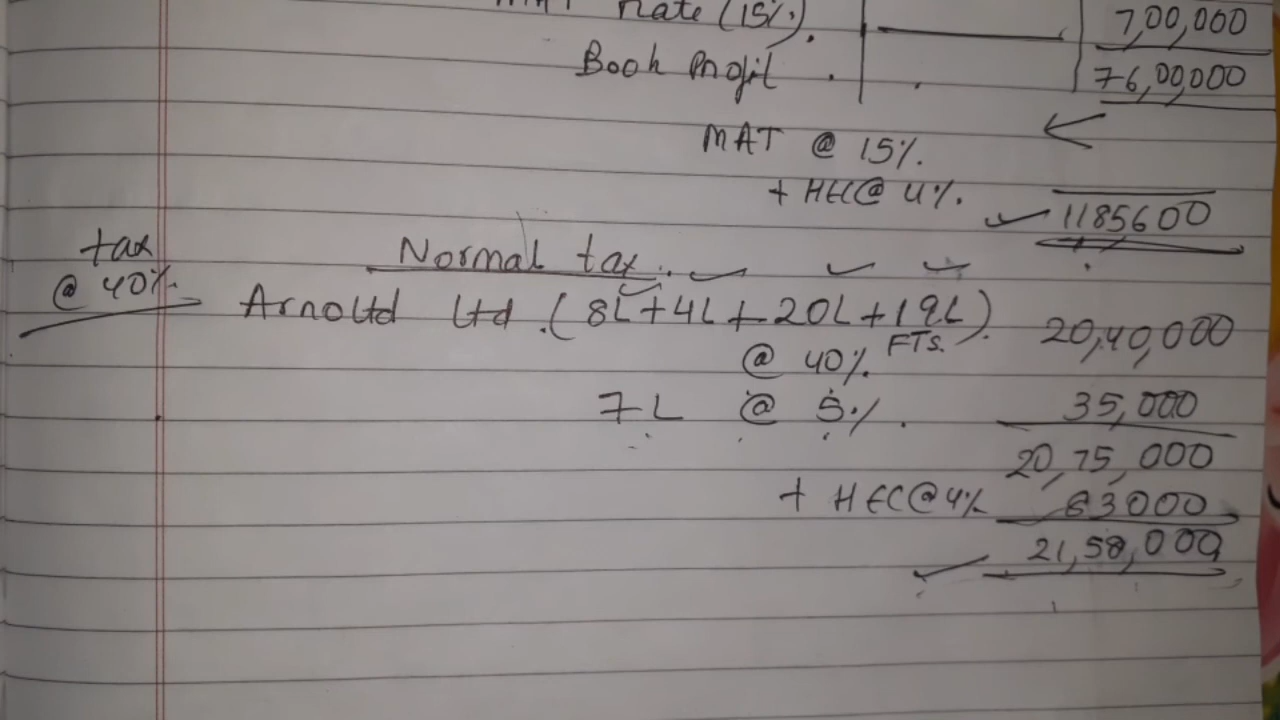 Rate (15%). 7,00,000
Book Profit 76,00,000
MAT @ 15%.
+ HEC@ 4%. 1185600
tax
@ 40%.
Normal tax.
Arnoltd Ltd. (8L+4L+20L+19L) 20,40,000
FTs.
@ 40%.
7L @ 5%. 35,000
20,75,000
+ HEC@4% 83000
21,58,000